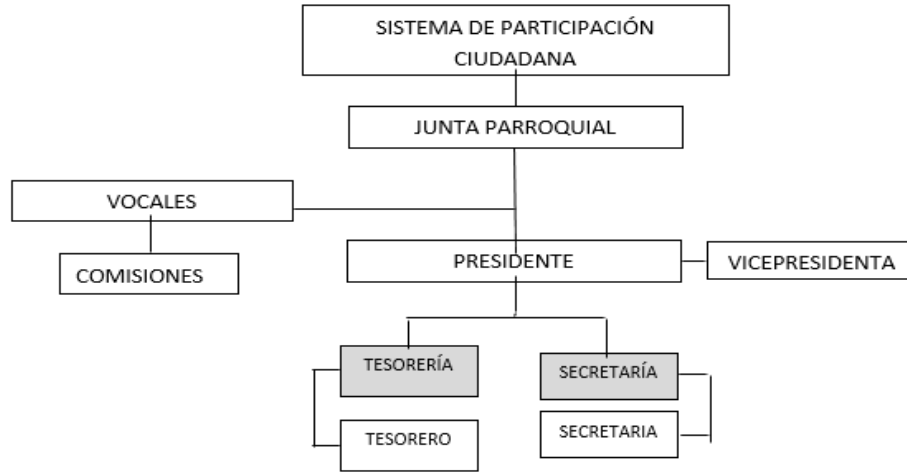 SISTEMA DE PARTICIPACIÓN
CIUDADANA
JUNTA PARROQUIAL
VOCALES
COMISIONES
PRESIDENTE
VICEPRESIDENTA
TESORERÍA
SECRETARÍA
TESORERO
SECRETARIA